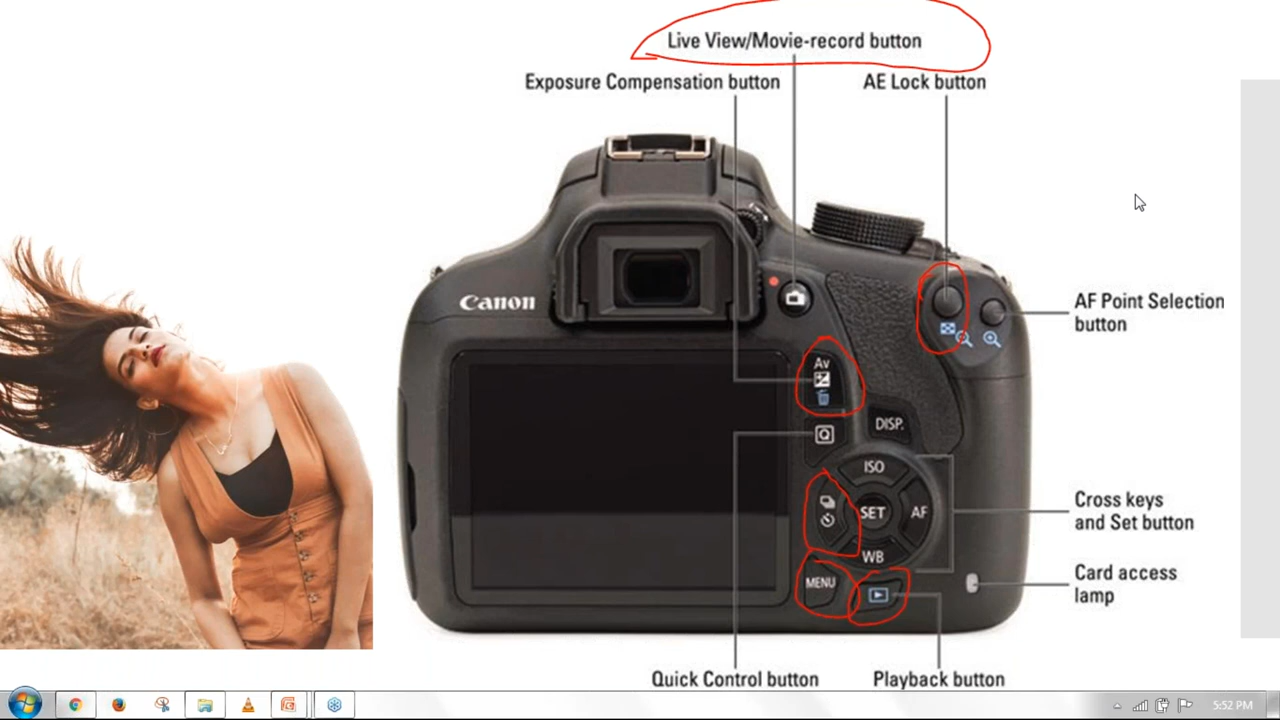 Live View/Movie-record button
Exposure Compensation button
AE Lock button
Canon
AF Point Selection
button
Av
Q
DISP.
ISO
SET
AF
WB
MENU
Cross keys
and Set button
Card access
lamp
Quick Control button
Playback button
5:52 PM